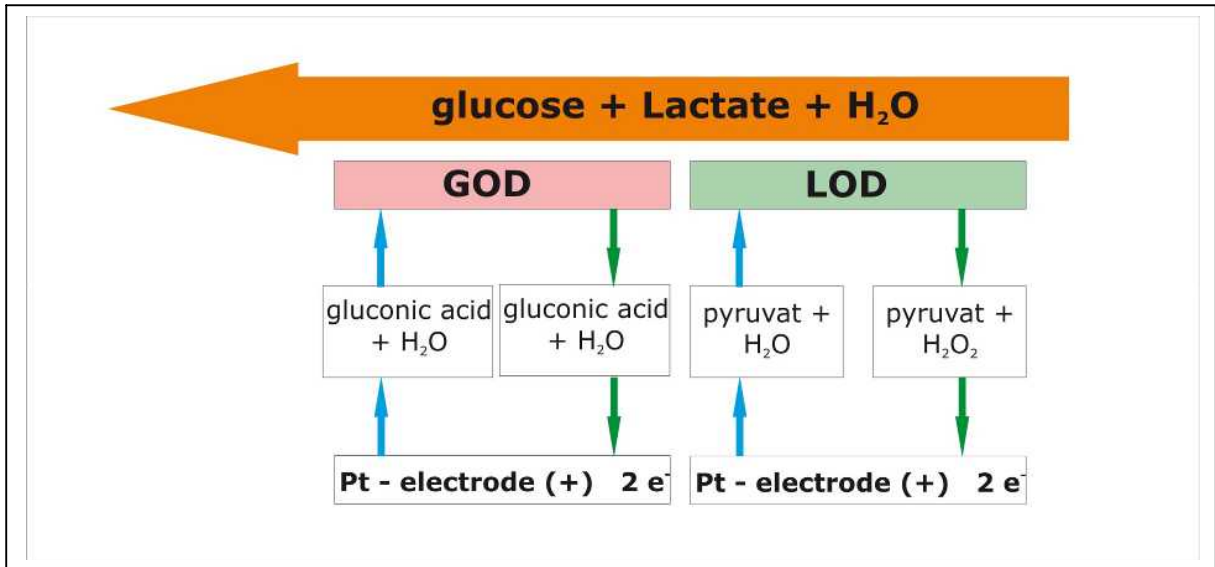 glucose + Lactate + H₂O
GOD
LOD
gluconic acid
+ H₂O
gluconic acid
+ H₂O
pyruvat +
H₂O
pyruvat +
H₂O₂
Pt - electrode (+) 2 e⁻
Pt - electrode (+) 2 e⁻